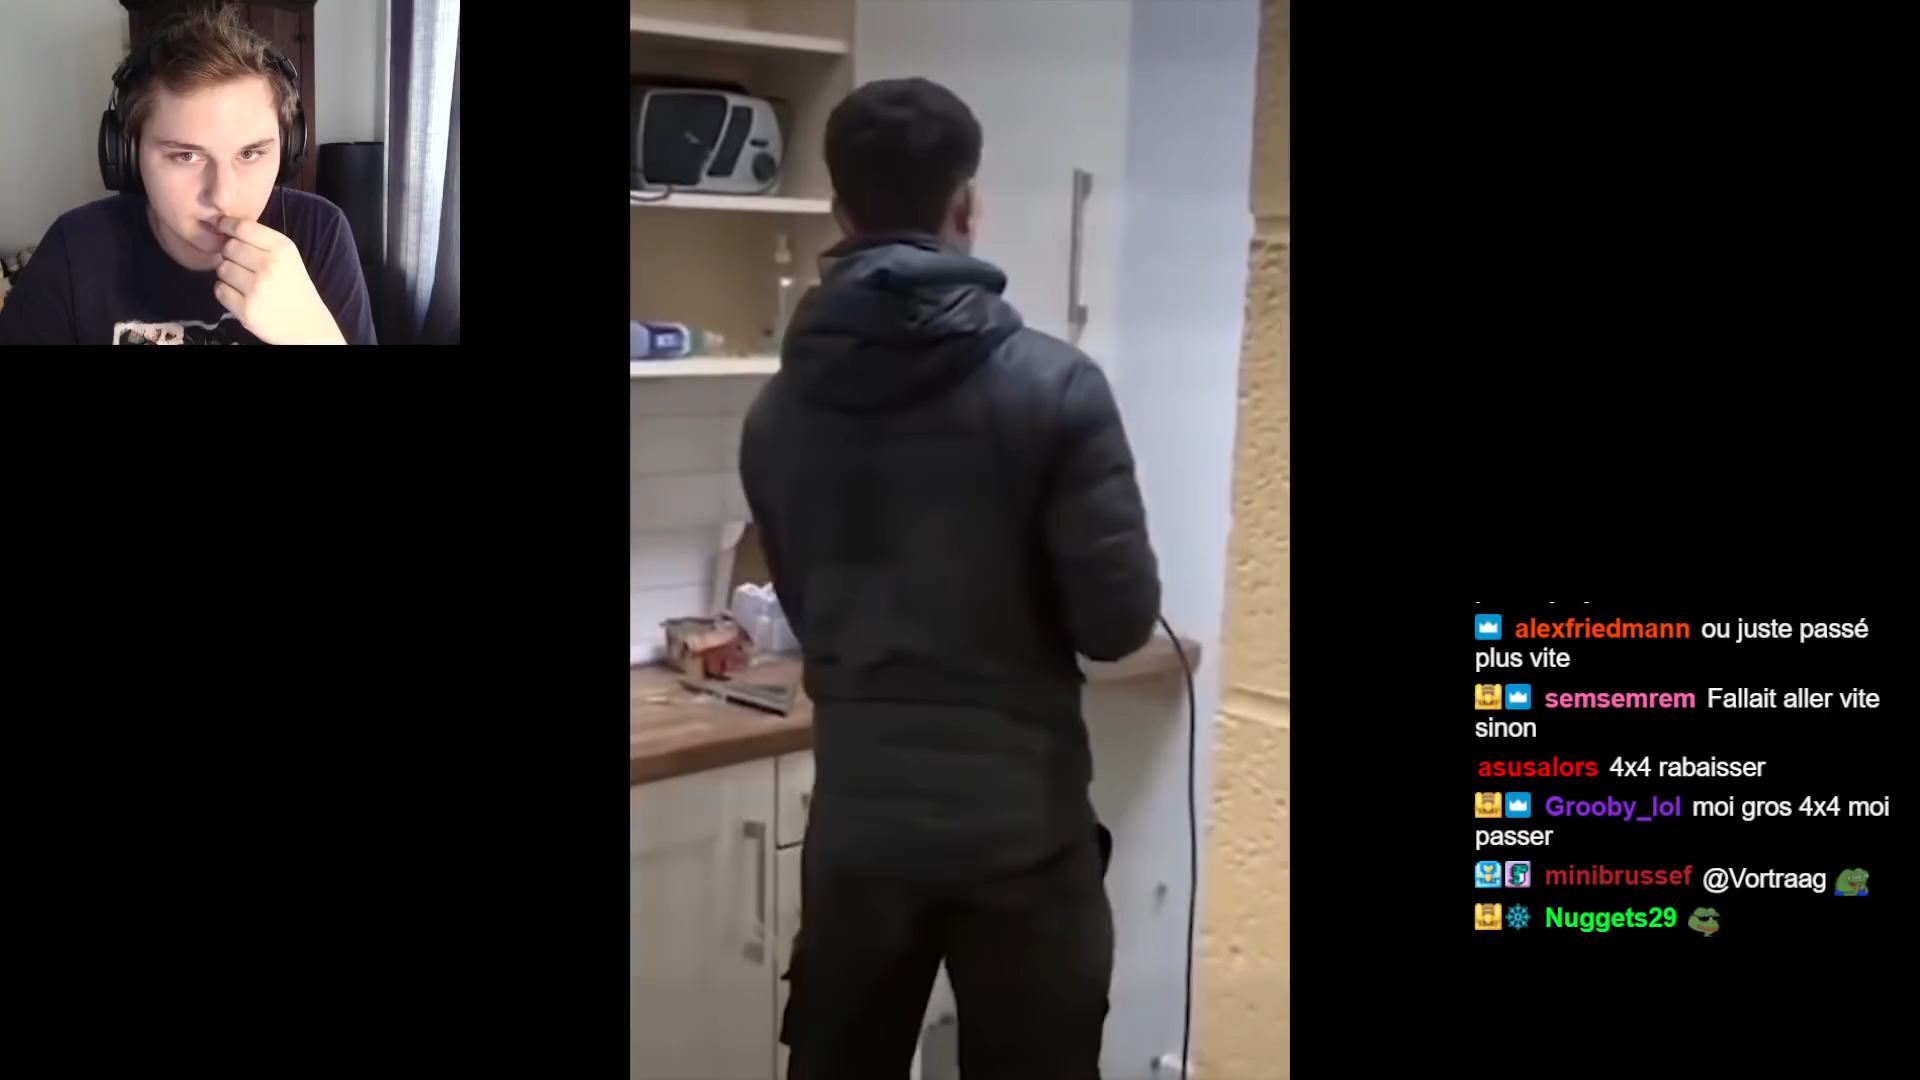 alexfriedmann ou juste passé
plus vite
semsemrem Fallait aller vite
sinon
asusalors 4x4 rabaisser
Grooby_lol moi gros 4x4 moi
passer
minibrussef @Vortraag
Nuggets29